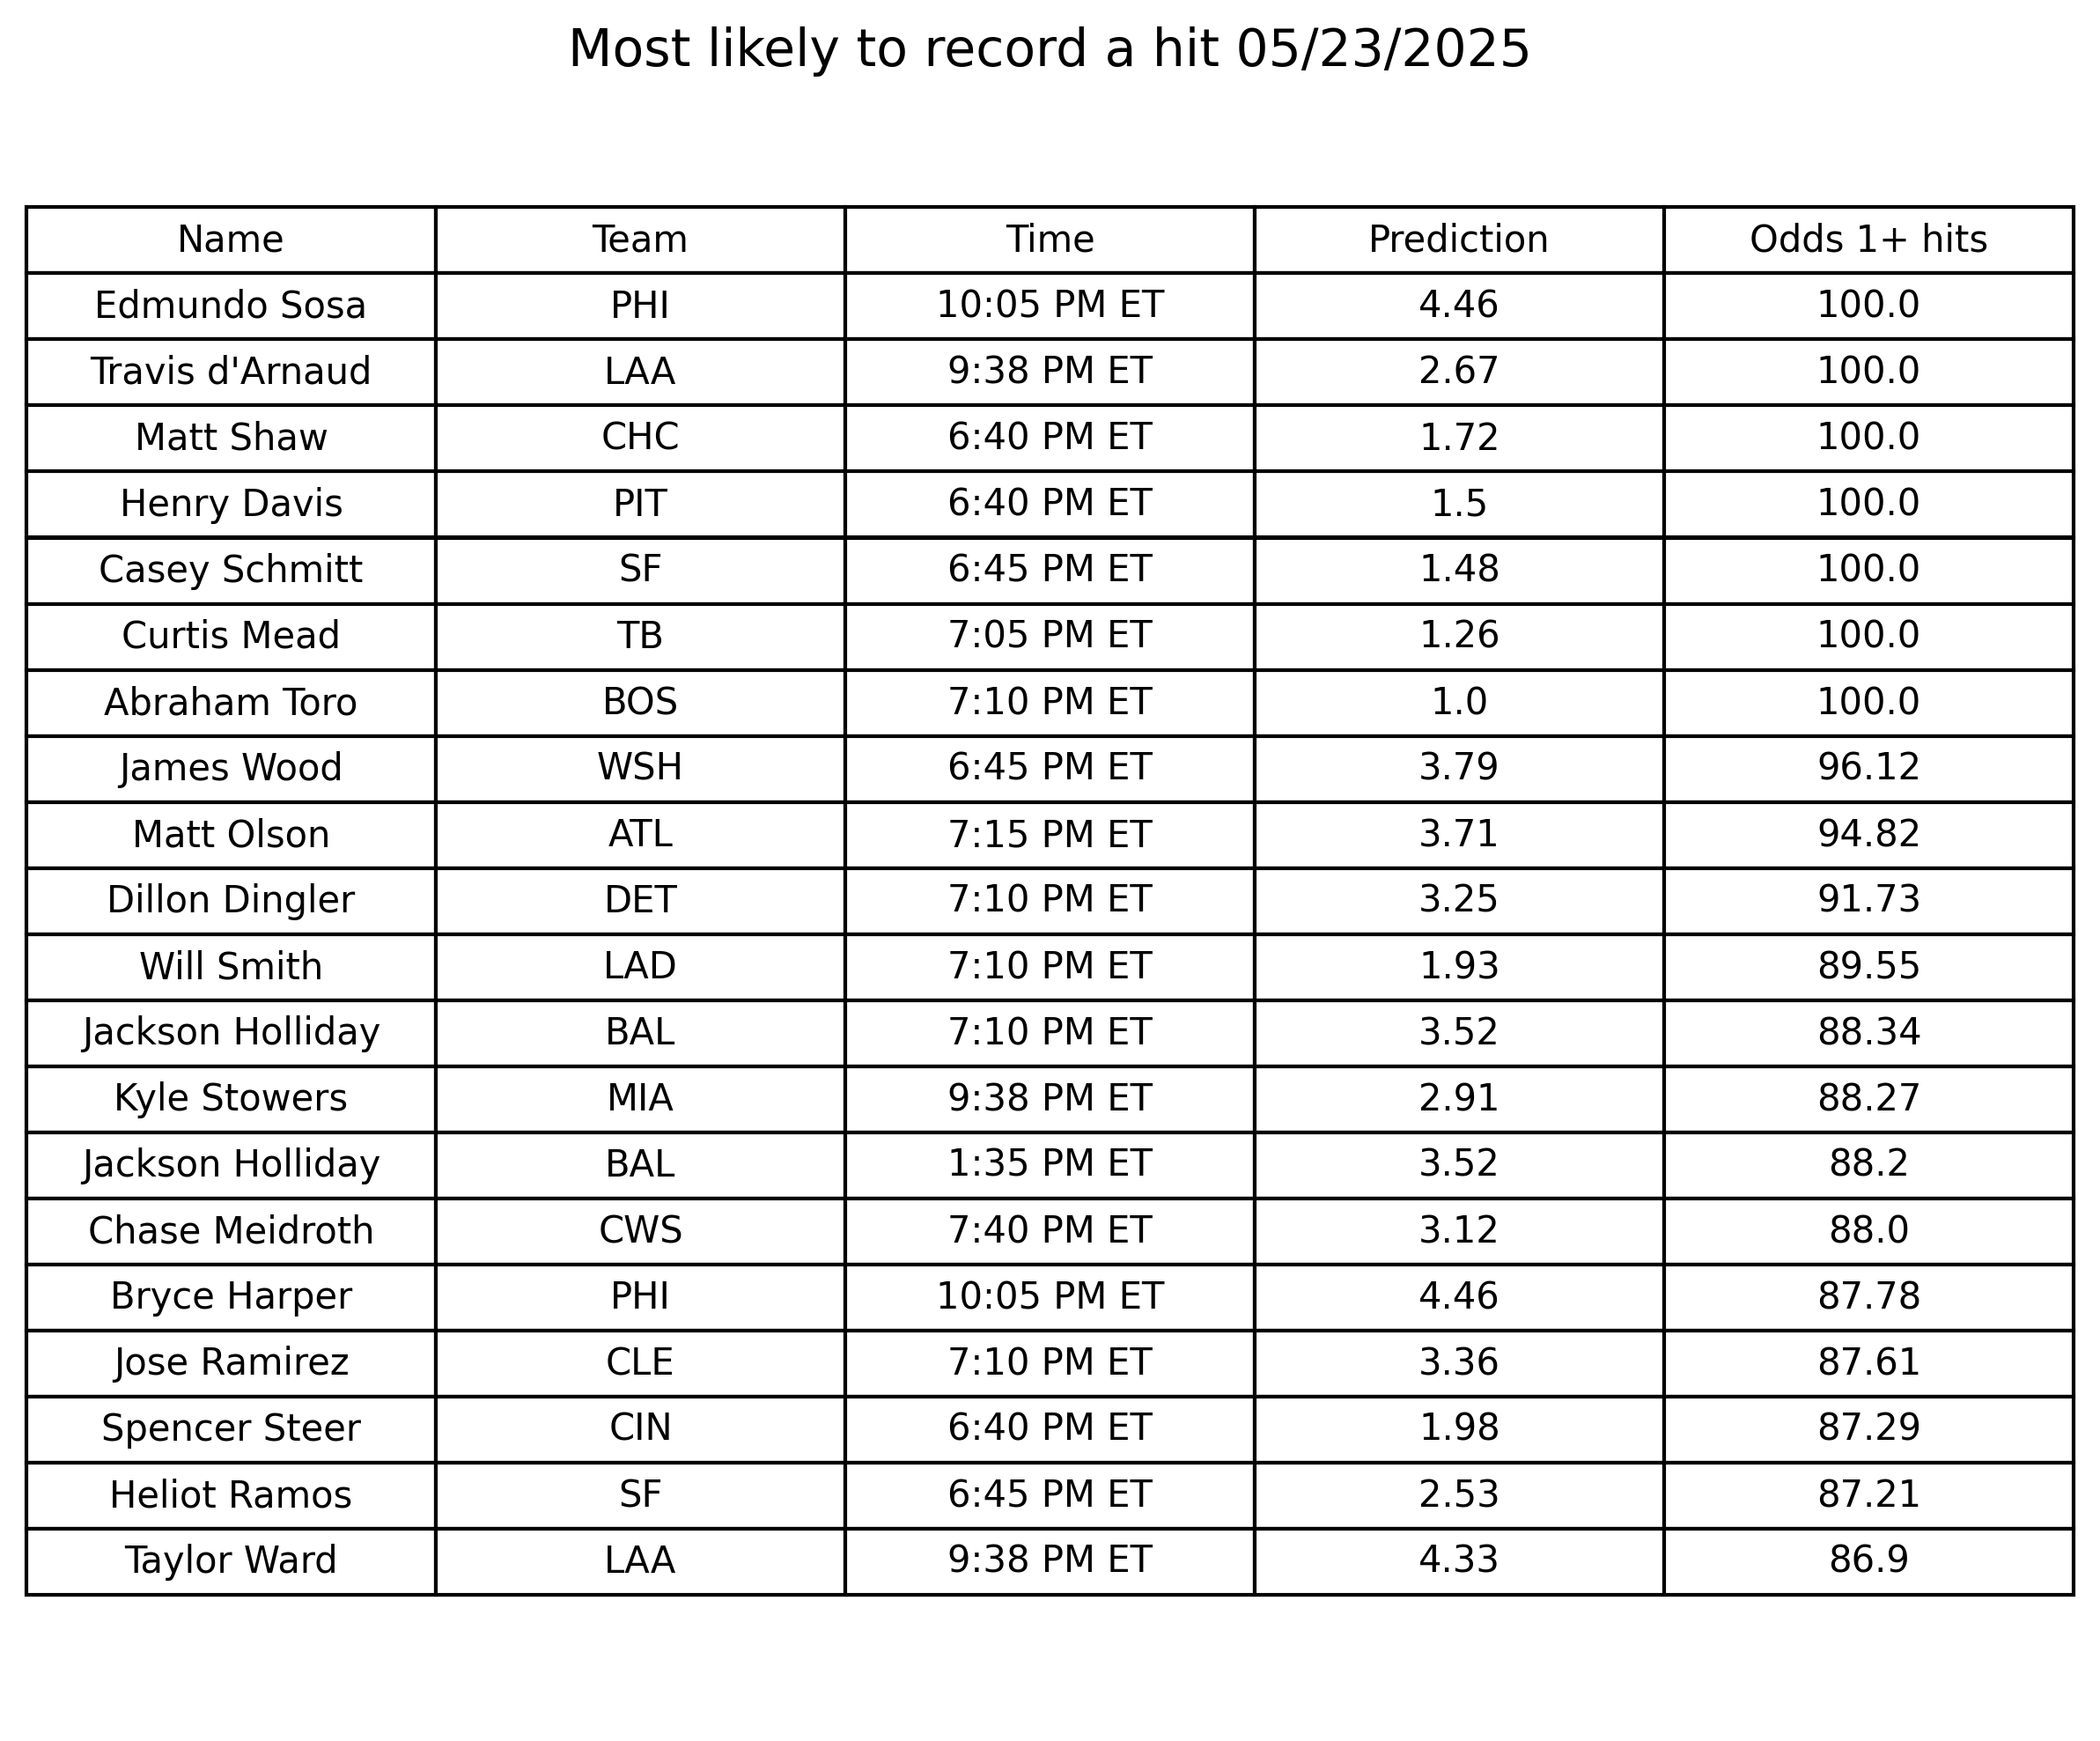 Most likely to record a hit 05/23/2025
Name Team Time Prediction Odds 1+ hits
Edmundo Sosa PHI 10:05 PM ET 4.46 100.0
Travis d'Arnaud LAA 9:38 PM ET 2.67 100.0
Matt Shaw CHC 6:40 PM ET 1.72 100.0
Henry Davis PIT 6:40 PM ET 1.5 100.0
Casey Schmitt SF 6:45 PM ET 1.48 100.0
Curtis Mead TB 7:05 PM ET 1.26 100.0
Abraham Toro BOS 7:10 PM ET 1.0 100.0
James Wood WSH 6:45 PM ET 3.79 96.12
Matt Olson ATL 7:15 PM ET 3.71 94.82
Dillon Dingler DET 7:10 PM ET 3.25 91.73
Will Smith LAD 7:10 PM ET 1.93 89.55
Jackson Holliday BAL 7:10 PM ET 3.52 88.34
Kyle Stowers MIA 9:38 PM ET 2.91 88.27
Jackson Holliday BAL 1:35 PM ET 3.52 88.2
Chase Meidroth CWS 7:40 PM ET 3.12 88.0
Bryce Harper PHI 10:05 PM ET 4.46 87.78
Jose Ramirez CLE 7:10 PM ET 3.36 87.61
Spencer Steer CIN 6:40 PM ET 1.98 87.29
Heliot Ramos SF 6:45 PM ET 2.53 87.21
Taylor Ward LAA 9:38 PM ET 4.33 86.9